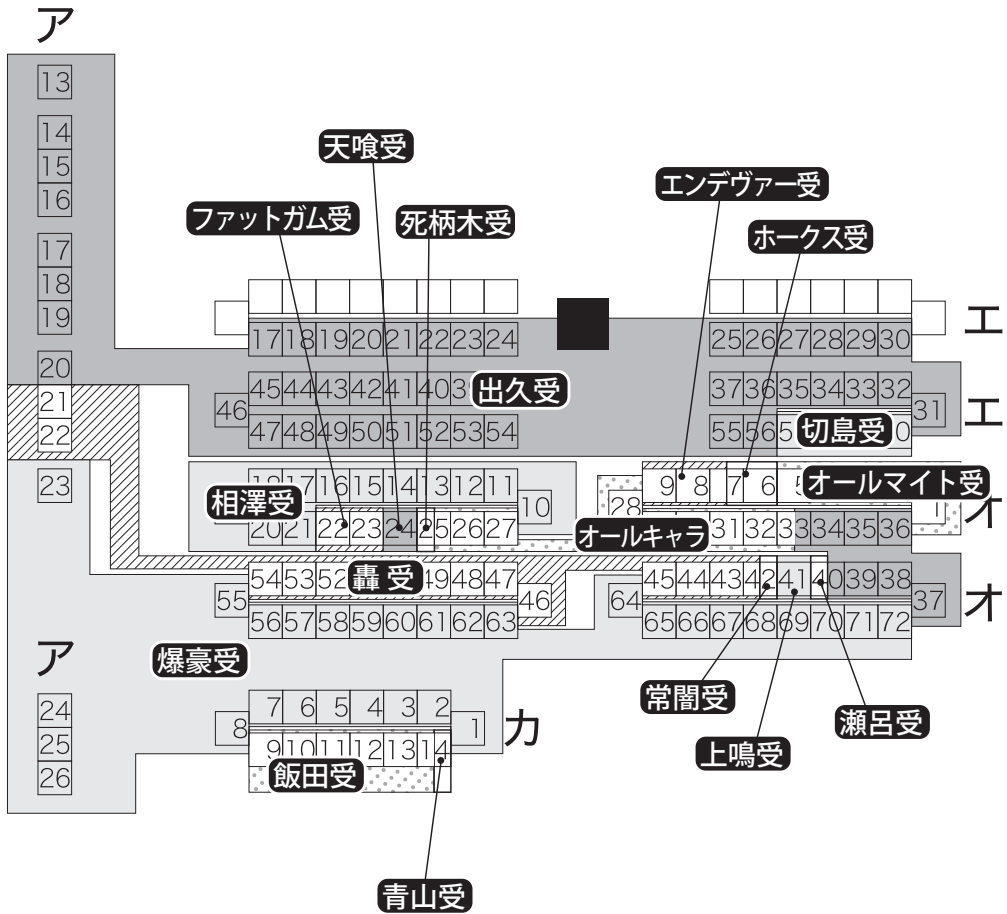 ア
13
14
15
16
17
18
19
20
21
22
23
天喰受
ファットガム受
死柄木受
エンデヴァー受
ホークス受
17 18 19 20 21 22 23 24
25 26 27 28 29 30
エ
46
45 44 43 42 41 40
出久受
37 36 35 34 33 32
31
エ
47 48 49 50 51 52 53 54
55 56
切島受
17 16 15 14 13 12 11
10
相澤受
20 21 22 23 24 25 26 27
28
9 8 7 6
オールマイト受
1
オ
オールキャラ
31 32 33 34 35 36
55
54 53 52
轟受
49 48 47
46
56 57 58 59 60 61 62 63
64
45 44 43 42 41 40 39 38
37
オ
65 66 67 68 69 70 71 72
ア
爆豪受
24
25
26
8
7 6 5 4 3 2
1
カ
9 10 11 12 13 14
飯田受
常闇受
上鳴受
瀬呂受
青山受